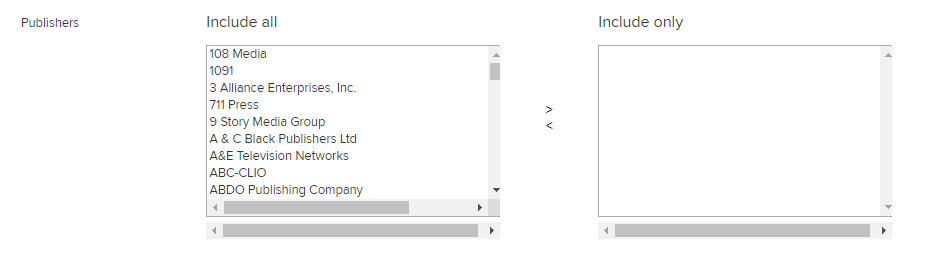 Publishers
Include all
Include only
108 Media
1091
3 Alliance Enterprises, Inc.
711 Press
9 Story Media Group
A & C Black Publishers Ltd
A&E Television Networks
ABC-CLIO
ABDO Publishing Company
>
<